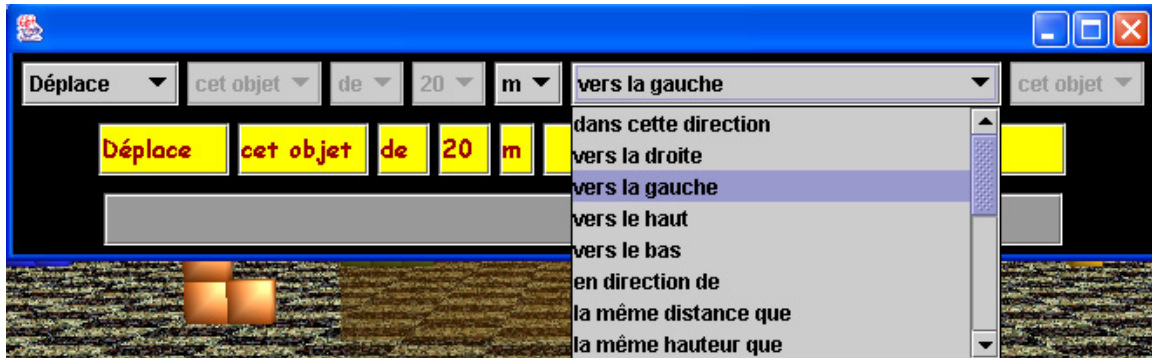 Déplace cet objet de 20 m vers la gauche cet objet
dans cette direction
Déplace cet objet de 20 m
vers la droite
vers la gauche
vers le haut
vers le bas
en direction de
la même distance que
la même hauteur que